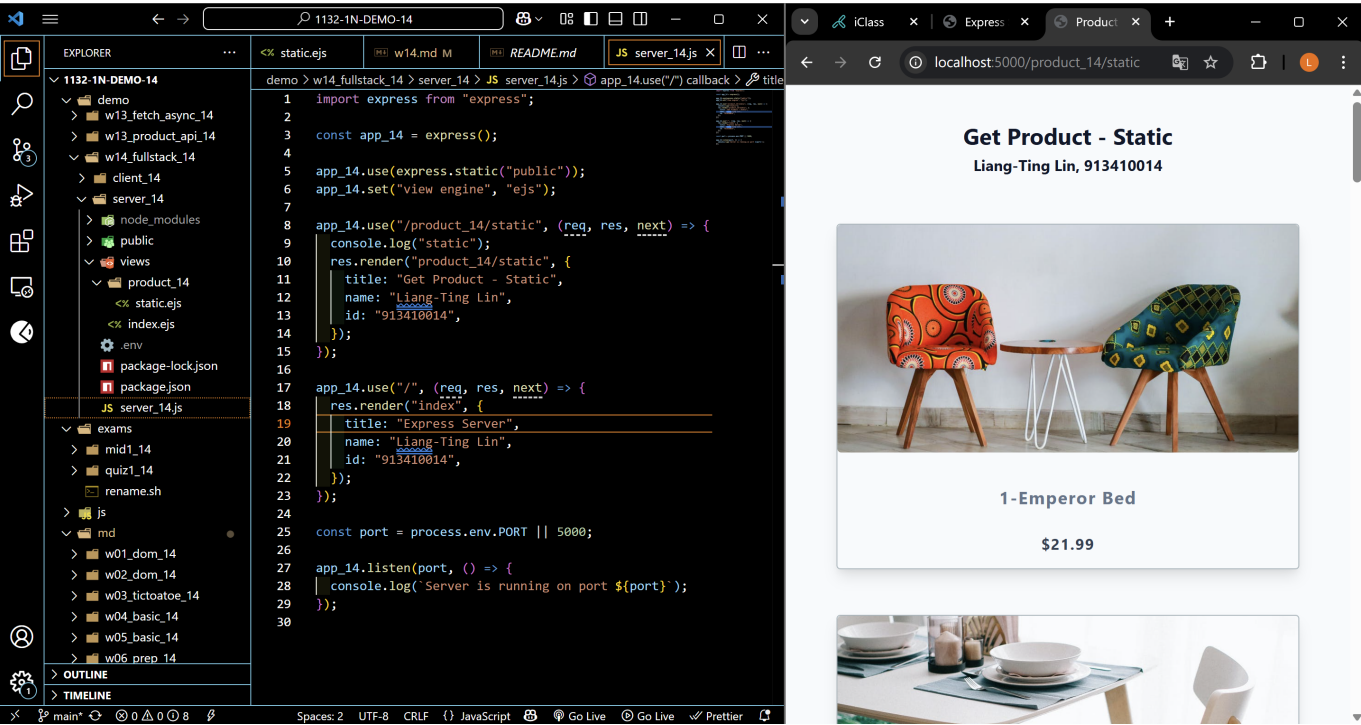 1132-1N-DEMO-14
EXPLORER
1132-1N-DEMO-14
demo
w13_fetch_async_14
w13_product_api_14
w14_fullstack_14
client_14
server_14
node_modules
public
views
product_14
<% static.ejs
<% index.ejs
.env
package-lock.json
package.json
JS server_14.js
exams
mid1_14
quiz1_14
rename.sh
js
md
w01_dom_14
w02_dom_14
w03_tictoatoe_14
w04_basic_14
w05_basic_14
w06_prep_14
OUTLINE
TIMELINE
3
1
<% static.ejs
w14.md M
README.md
JS server_14.js
demo > w14_fullstack_14 > server_14 > JS server_14.js > app_14.use("/") callback > title
1 import express from "express";
2
3 const app_14 = express();
4
5 app_14.use(express.static("public"));
6 app_14.set("view engine", "ejs");
7
8 app_14.use("/product_14/static", (req, res, next) => {
9 console.log("static");
10 res.render("product_14/static", {
11 title: "Get Product - Static",
12 name: "Liang-Ting Lin",
13 id: "913410014",
14 });
15 });
16
17 app_14.use("/", (req, res, next) => {
18 res.render("index", {
19 title: "Express Server",
20 name: "Liang-Ting Lin",
21 id: "913410014",
22 });
23 });
24
25 const port = process.env.PORT || 5000;
26
27 app_14.listen(port, () => {
28 console.log(`Server is running on port ${port}`);
29 });
30
main* 0 0 8 Spaces: 2 UTF-8 CRLF {} JavaScript Go Live Go Live Prettier
iClass
Express
Product
localhost:5000/product_14/static
L
Get Product - Static
Liang-Ting Lin, 913410014
1-Emperor Bed
$21.99